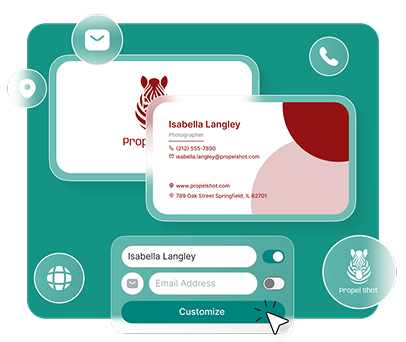 Isabella Langley
Photographer
(212) 555-7890
isabella.langley@propelshot.com
www.propelshot.com
789 Oak Street Springfield, IL 62701
Isabella Langley
Email Address
Customize
Propel Shot